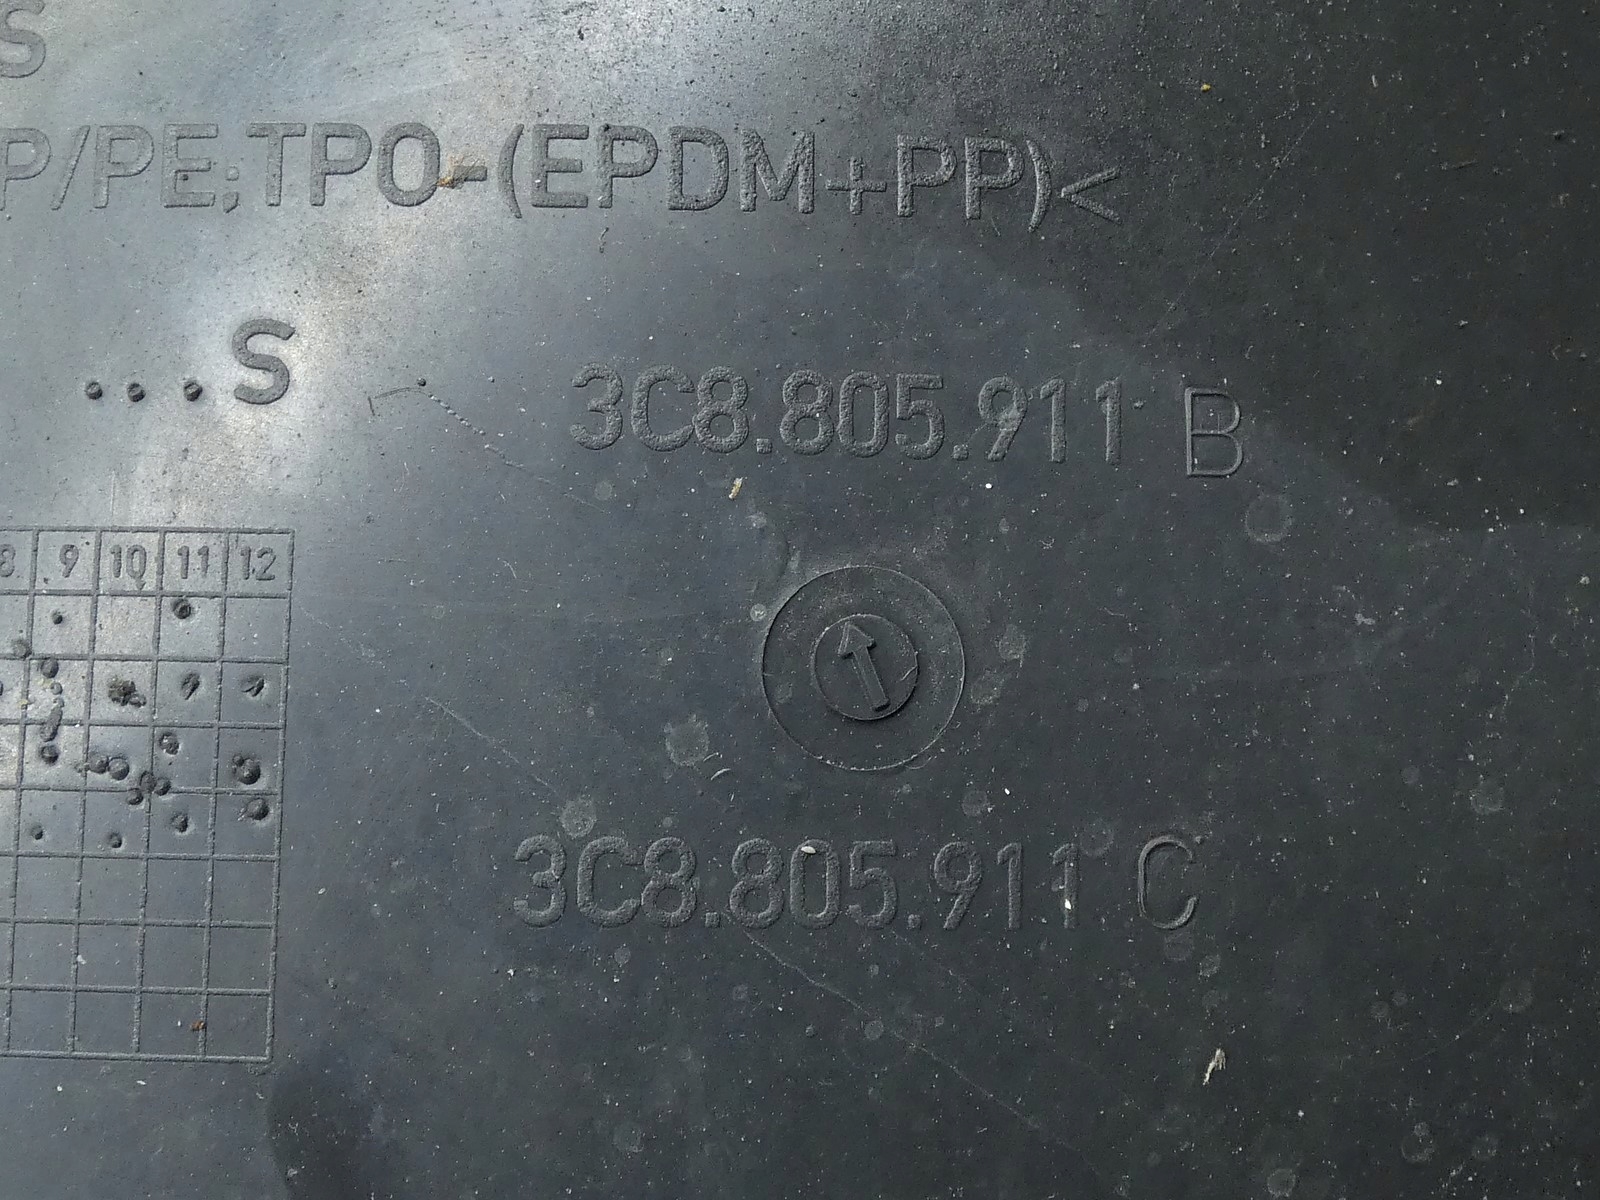 S
P/PE;TPO-(EPDM+PP)<
...S
3C8.805.911 B
8 9 10 11 12
3C8.805.911 C